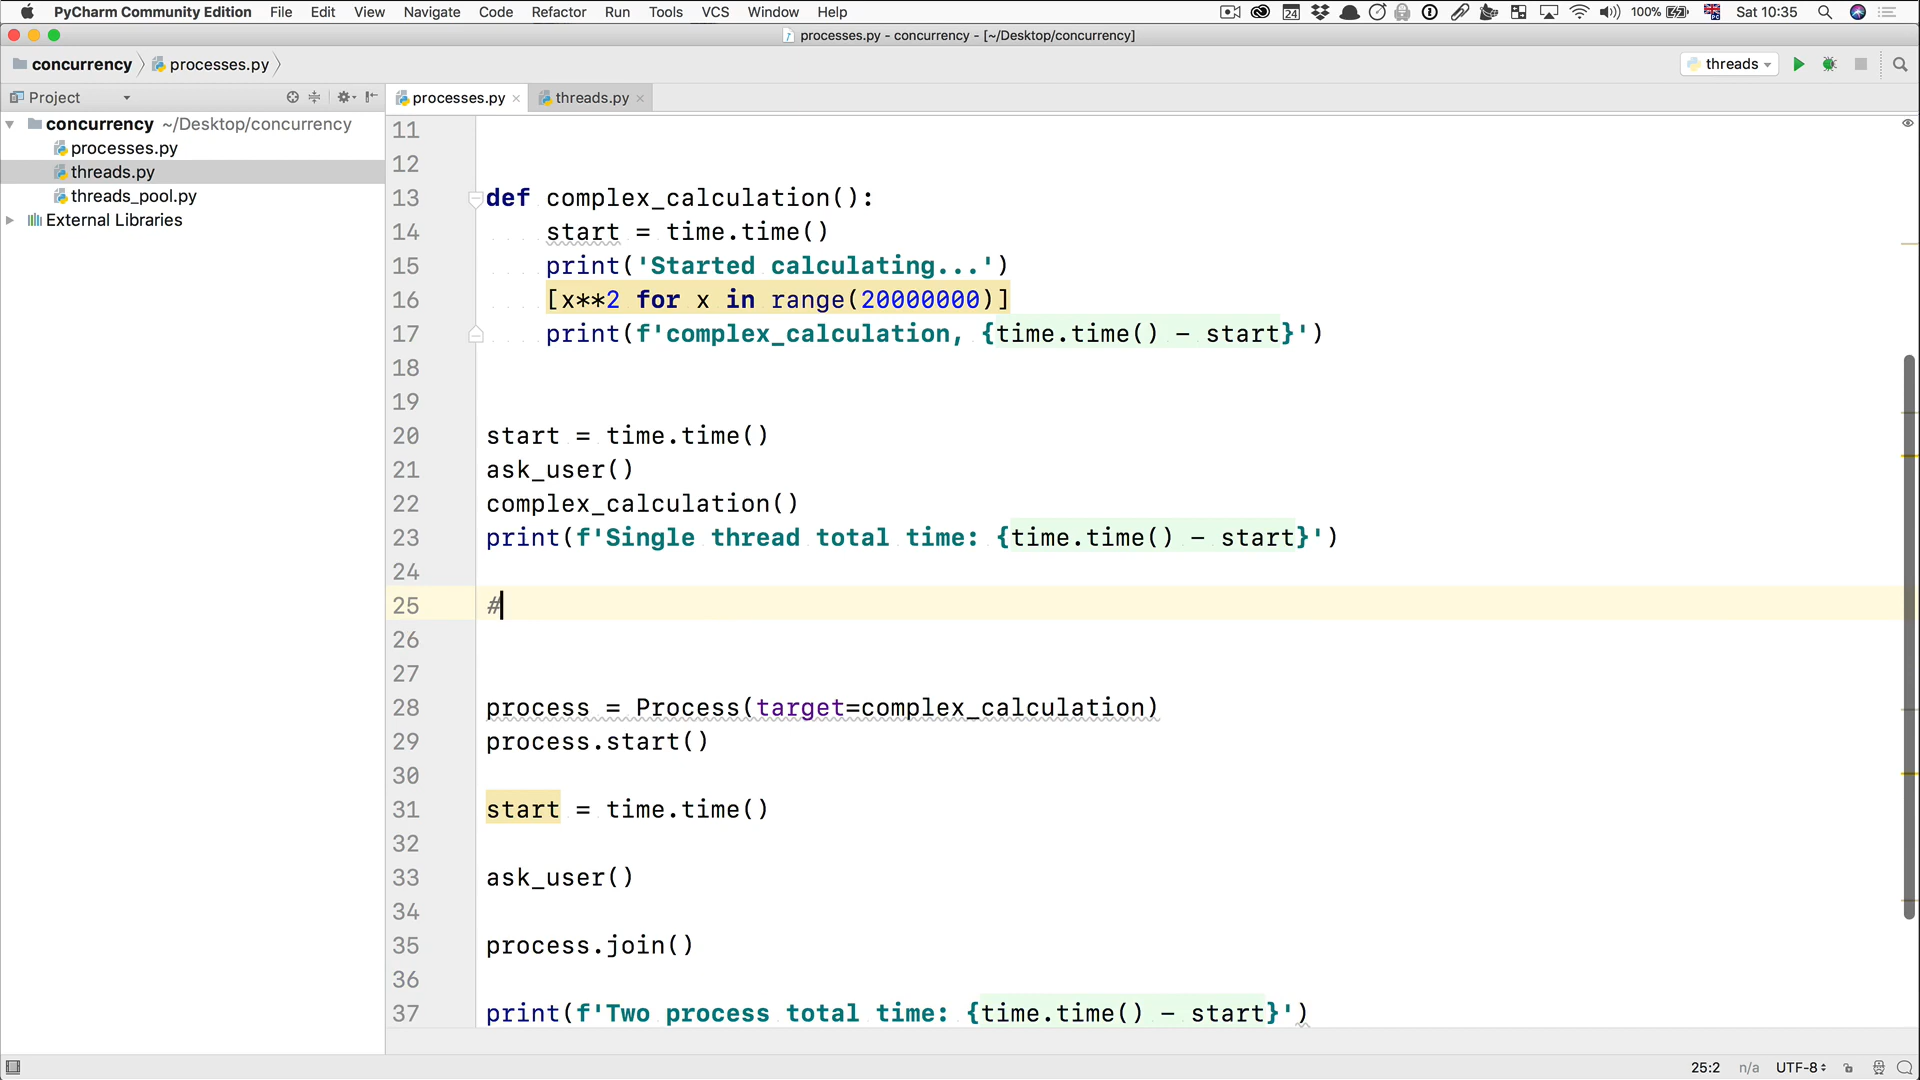 PyCharm Community Edition File Edit View Navigate Code Refactor Run Tools VCS Window Help 24 100% Sat 10:35
processes.py - concurrency - [~/Desktop/concurrency]
concurrency processes.py threads
Project processes.py threads.py
concurrency ~/Desktop/concurrency
processes.py
threads.py
threads_pool.py
External Libraries
11
12
13 def complex_calculation():
14 start = time.time()
15 print('Started calculating...')
16 [x**2 for x in range(20000000)]
17 print(f'complex_calculation, {time.time() - start}')
18
19
20 start = time.time()
21 ask_user()
22 complex_calculation()
23 print(f'Single thread total time: {time.time() - start}')
24
25 #
26
27
28 process = Process(target=complex_calculation)
29 process.start()
30
31 start = time.time()
32
33 ask_user()
34
35 process.join()
36
37 print(f'Two process total time: {time.time() - start}')
25:2 n/a UTF-8